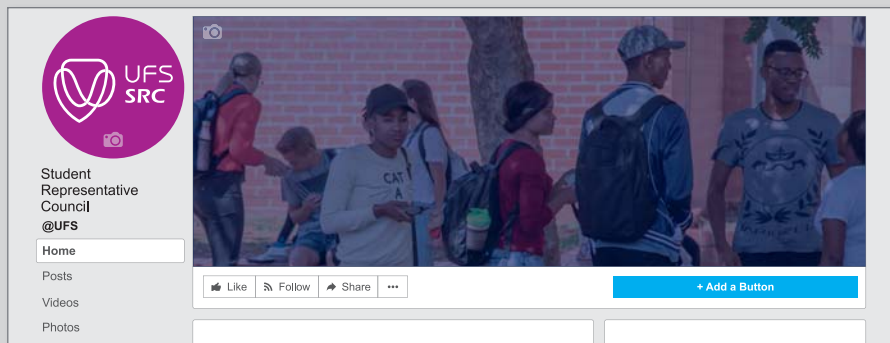 UFS
SRC
Student
Representative
Council
@UFS
Home
Posts
Videos
Photos
CAT
A
Like
Follow
Share
•••
+ Add a Button